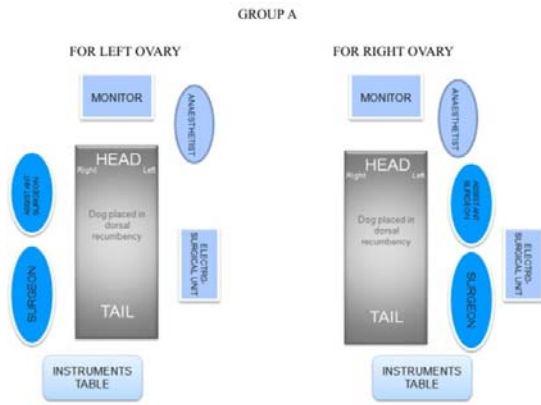 GROUP A
FOR LEFT OVARY
MONITOR
ANAESTHETIST
HEAD
Right Left
Dog placed in
dorsal
recumbency
TAIL
ASSISTANT
SURGEON
SURGEON
ELECTRO-
SURGICAL UNIT
INSTRUMENTS
TABLE
FOR RIGHT OVARY
MONITOR
ANAESTHETIST
HEAD
Right Left
Dog placed in
dorsal
recumbency
TAIL
ASSISTANT
SURGEON
SURGEON
ELECTRO-
SURGICAL UNIT
INSTRUMENTS
TABLE